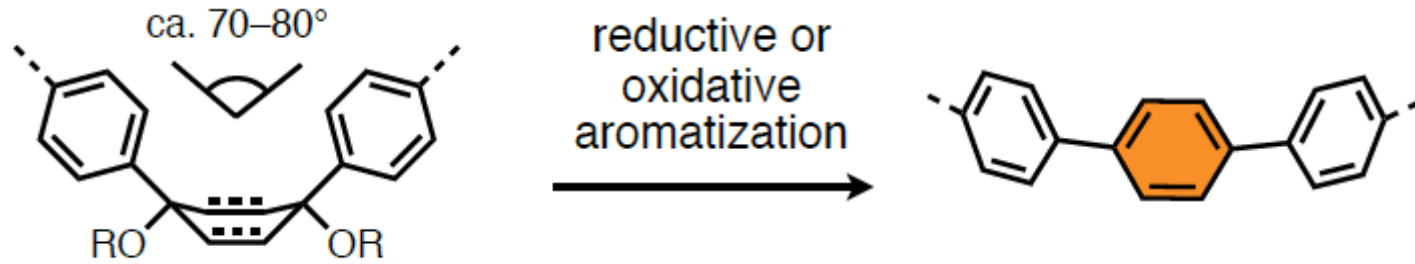 ca. 70–80°
RO
OR
reductive or
oxidative
aromatization